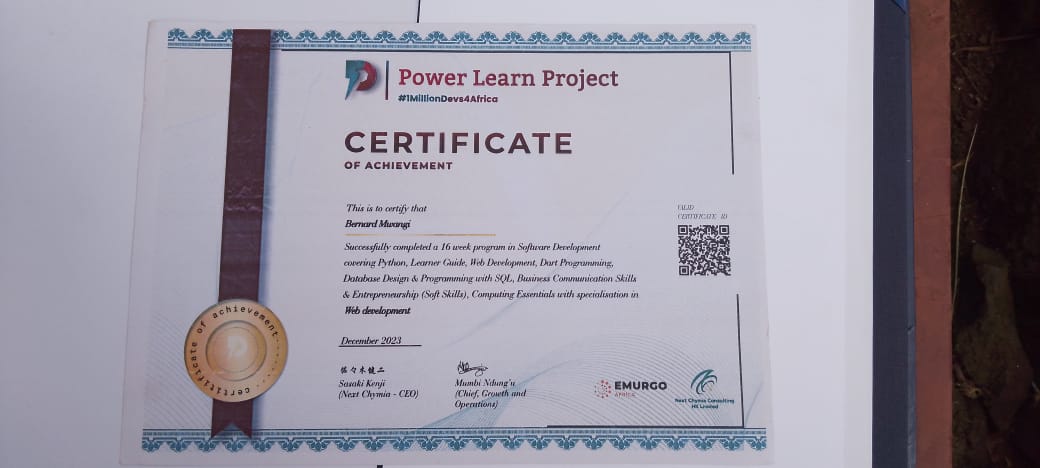 Power Learn Project
#1MillionDevs4Africa
CERTIFICATE
OF ACHIEVEMENT
This is to certify that
Bernard Mwangi
VALID
CERTIFICATE ID
Successfully completed a 16 week program in Software Development
covering Python, Learner Guide, Web Development, Dart Programming,
Database Design & Programming with SQL, Business Communication Skills
& Entrepreneurship (Soft Skills), Computing Essentials with specialisation in
Web development
December 2023
佐々木健二
Sasaki Kenji
(Next Chymia - CEO)
Mumbi Ndung'u
(Chief, Growth and
Operations)
EMURGO
AFRICA
Next Chymia Consulting
HK Limited
certificate of achievement